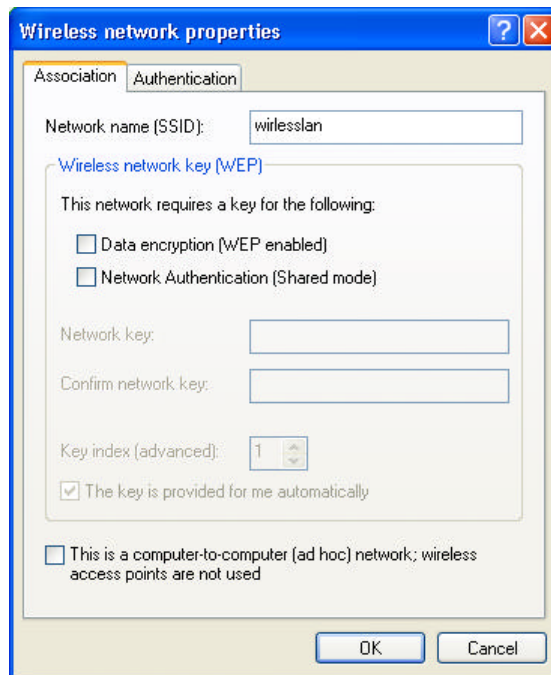 Wireless network properties
Association Authentication
Network name (SSID): wirlesslan
Wireless network key (WEP)
This network requires a key for the following:
Data encryption (WEP enabled)
Network Authentication (Shared mode)
Network key:
Confirm network key:
Key index (advanced): 1
The key is provided for me automatically
This is a computer-to-computer (ad hoc) network; wireless
access points are not used
OK Cancel